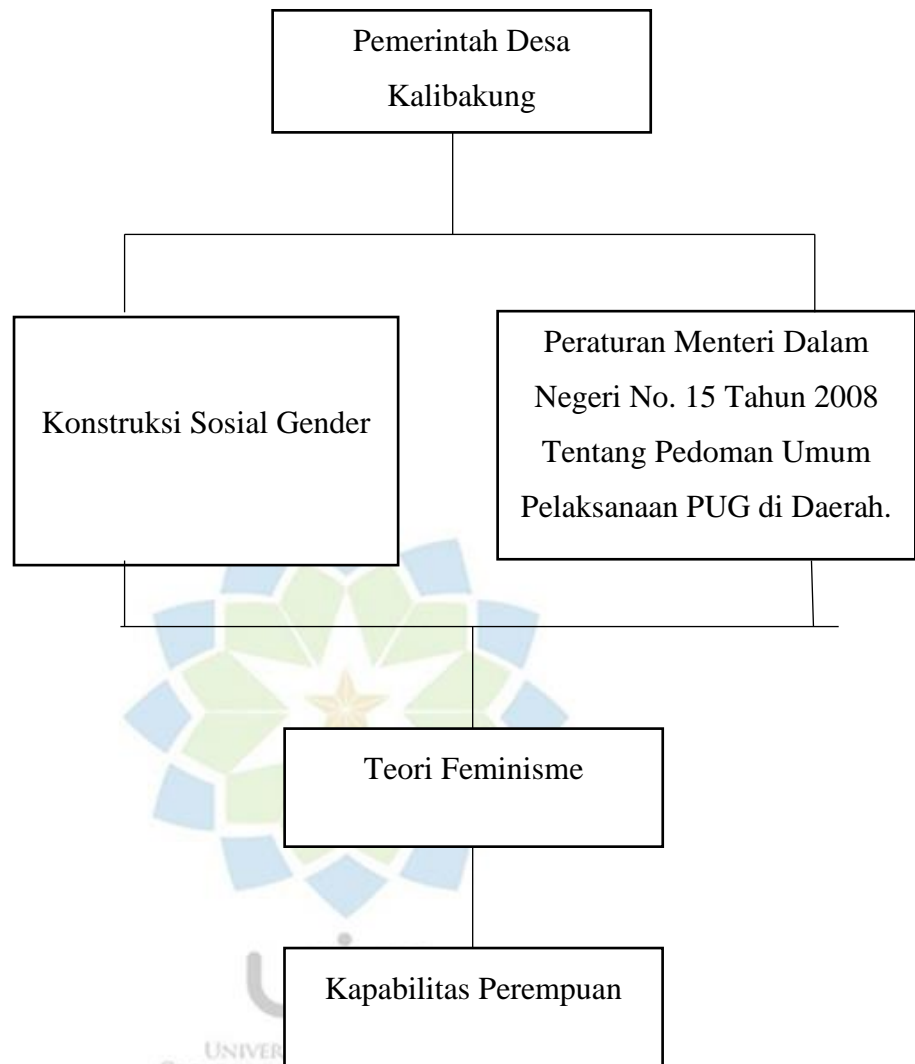 Pemerintah Desa
Kalibakung
Konstruksi Sosial Gender
Peraturan Menteri Dalam
Negeri No. 15 Tahun 2008
Tentang Pedoman Umum
Pelaksanaan PUG di Daerah.
Teori Feminisme
Kapabilitas Perempuan